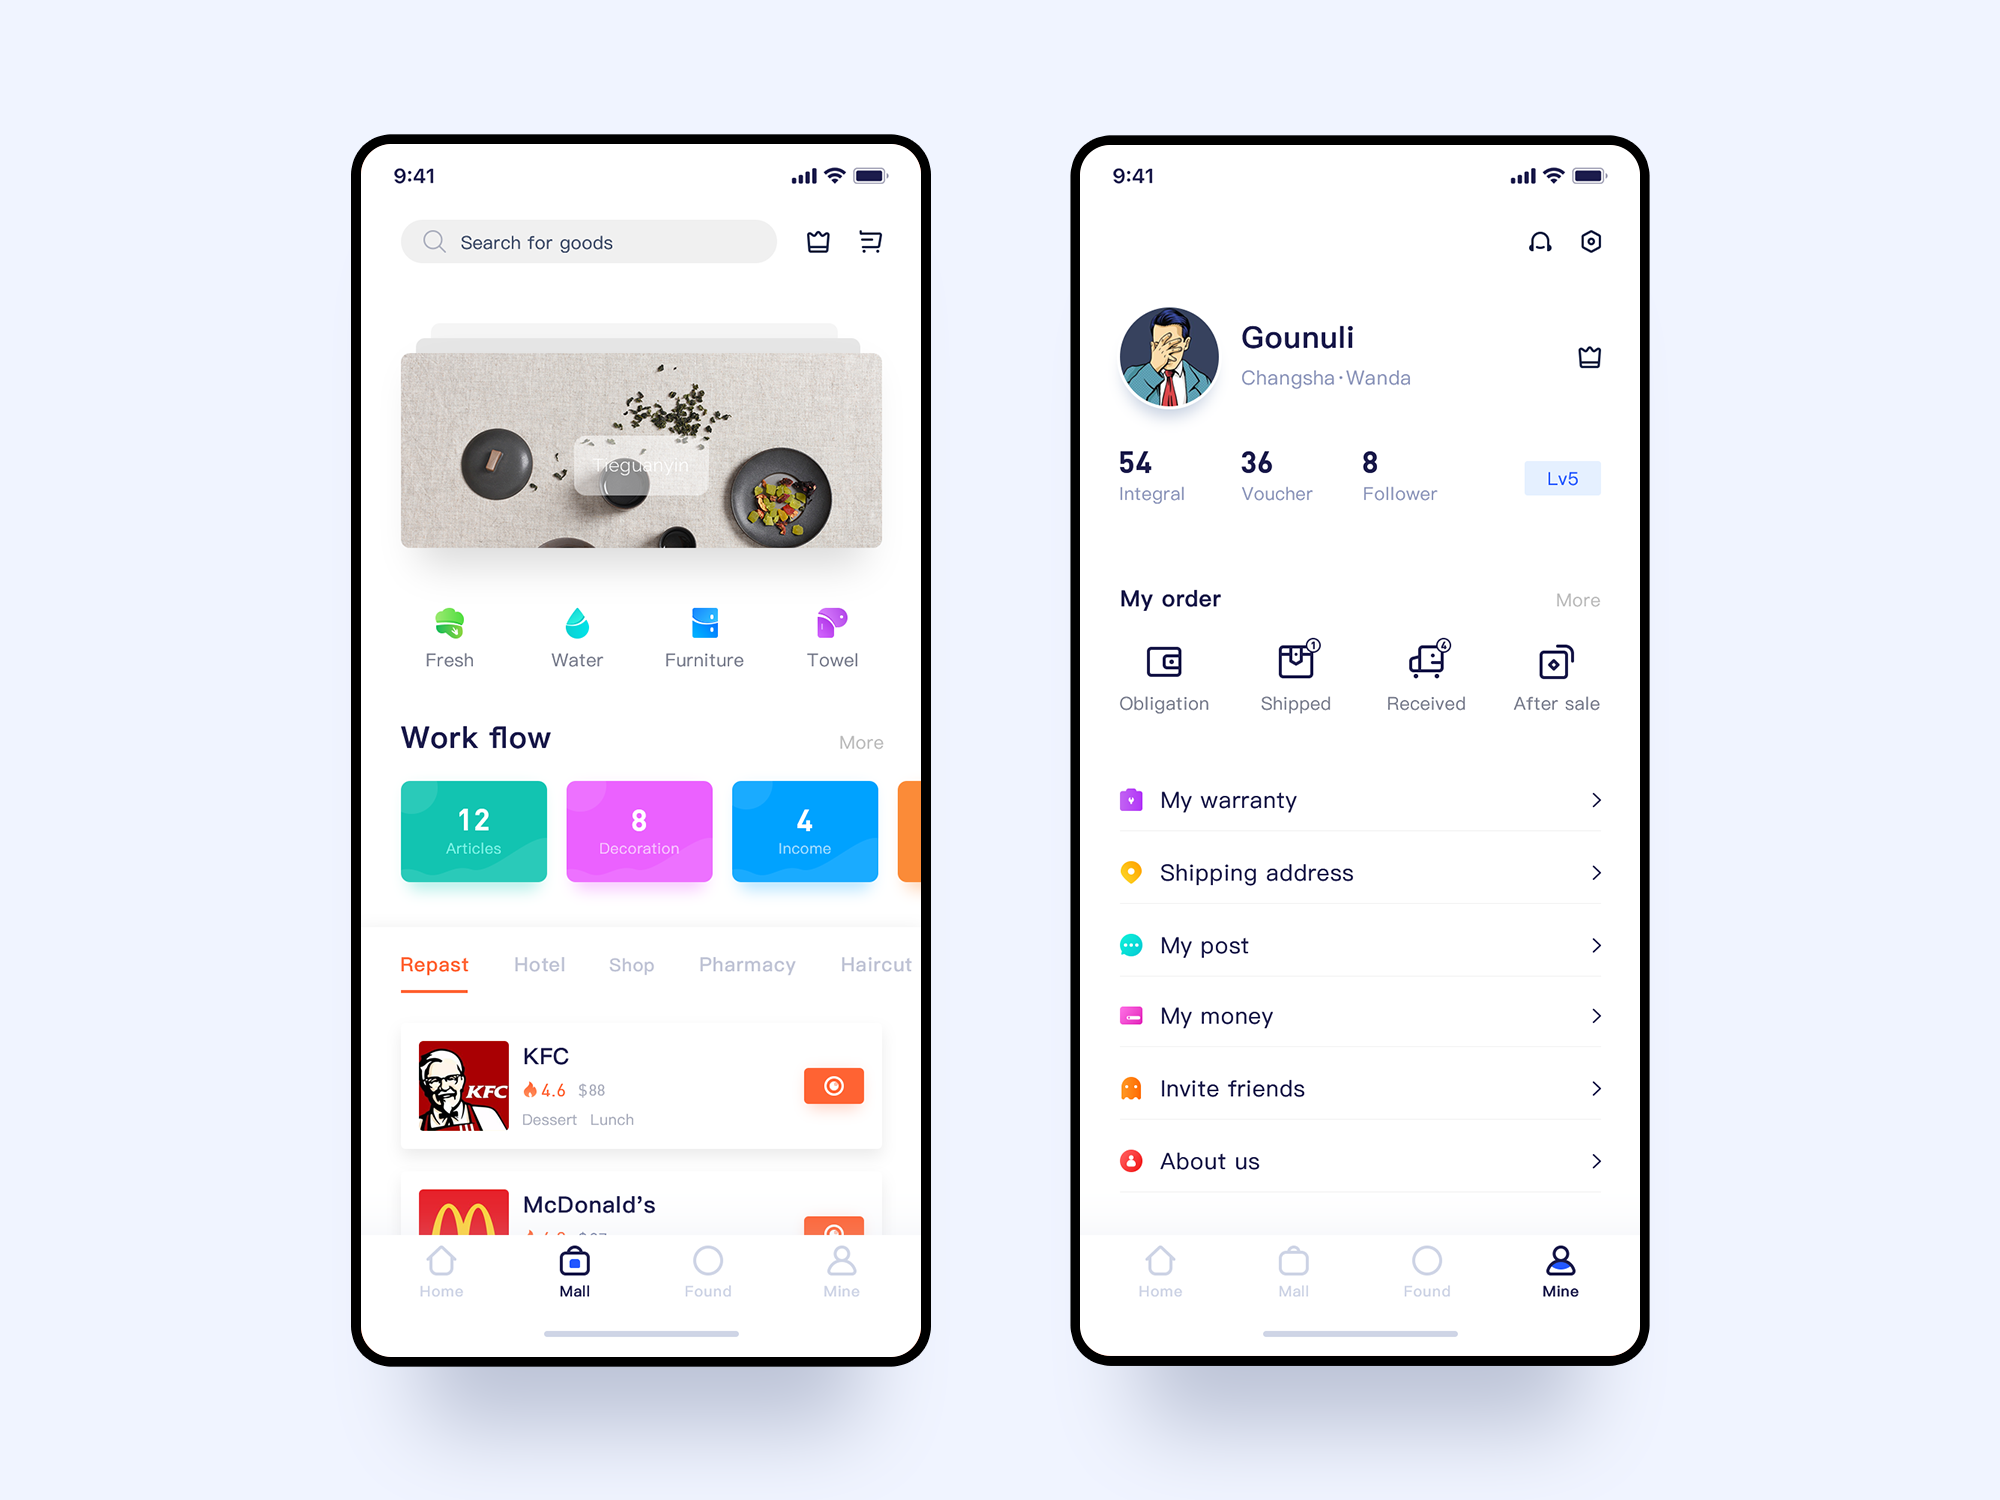 9:41
Search for goods
Tieguanyin
Fresh Water Furniture Towel
Work flow More
12 8 4
Articles Decoration Income
Repast Hotel Shop Pharmacy Haircut
KFC
KFC
4.6 $88
Dessert Lunch
McDonald's
Home Mall Found Mine
9:41
Gounuli
Changsha·Wanda
54 36 8
Integral Voucher Follower
Lv5
My order More
1 4
Obligation Shipped Received After sale
My warranty
Shipping address
My post
My money
Invite friends
About us
Home Mall Found Mine